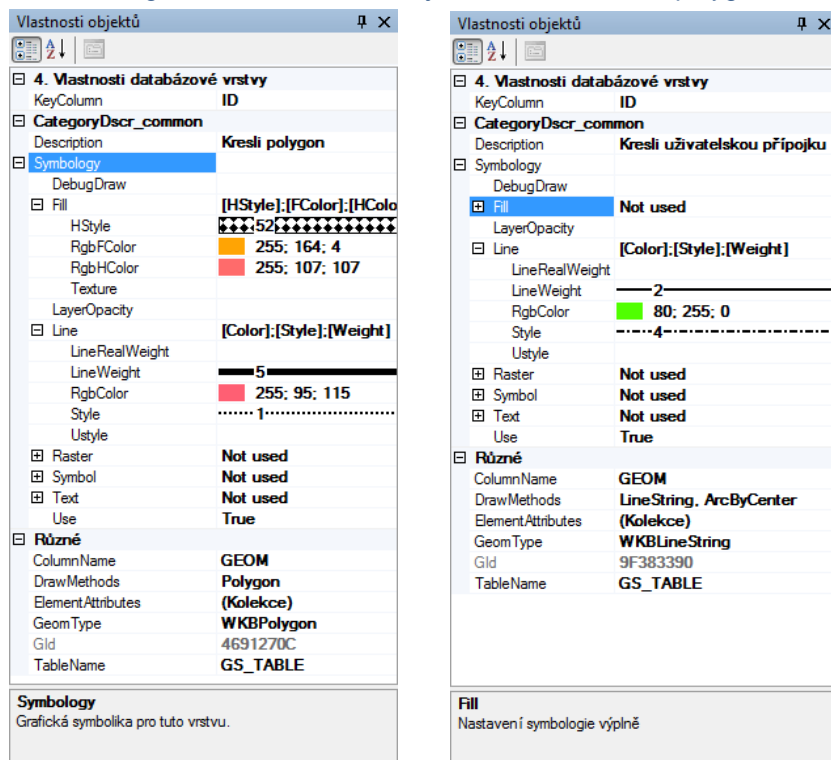 Vlastnosti objektů
4. Vlastnosti databázové vrstvy
KeyColumn ID
CategoryDscr_common
Description Kresli polygon
Symbology
DebugDraw
Fill [HStyle];[FColor];[HColo
HStyle 52
RgbFColor 255; 164; 4
RgbHColor 255; 107; 107
Texture
LayerOpacity
Line [Color];[Style];[Weight]
LineRealWeight
LineWeight 5
RgbColor 255; 95; 115
Style 1
Ustyle
Raster Not used
Symbol Not used
Text Not used
Use True
Různé
ColumnName GEOM
DrawMethods Polygon
ElementAttributes (Kolekce)
GeomType WKBPolygon
GId 4691270C
TableName GS_TABLE
Symbology
Grafická symbolika pro tuto vrstvu.
Vlastnosti objektů
4. Vlastnosti databázové vrstvy
KeyColumn ID
CategoryDscr_common
Description Kresli uživatelskou přípojku
Symbology
DebugDraw
Fill Not used
LayerOpacity
Line [Color];[Style];[Weight]
LineRealWeight
LineWeight 2
RgbColor 80; 255; 0
Style 4
Ustyle
Raster Not used
Symbol Not used
Text Not used
Use True
Různé
ColumnName GEOM
DrawMethods LineString, ArcByCenter
ElementAttributes (Kolekce)
GeomType WKBLineString
GId 9F383390
TableName GS_TABLE
Fill
Nastavení symbologie výplně